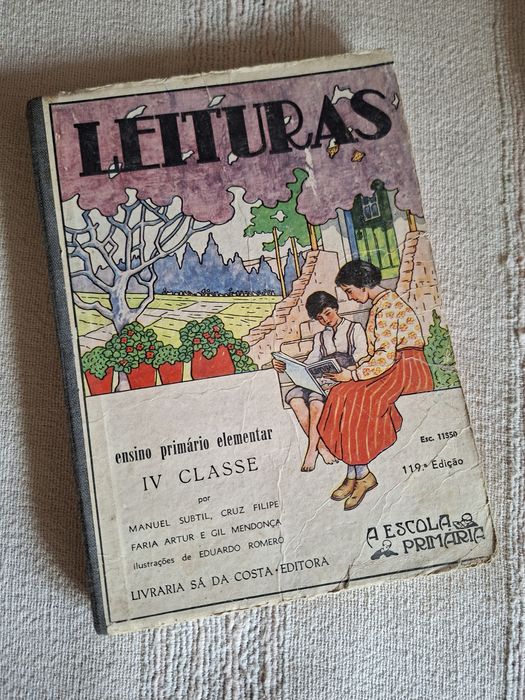 LEITURAS
ensino primário elementar
IV CLASSE
por
MANUEL SUBTIL, CRUZ FILIPE
FARIA ARTUR E GIL MENDONÇA
ilustrações de EDUARDO ROMERO
LIVRARIA SÁ DA COSTA • EDITORA
Esc. 11$50
119.ª Edição
A ESCOLA
PRIMÁRIA